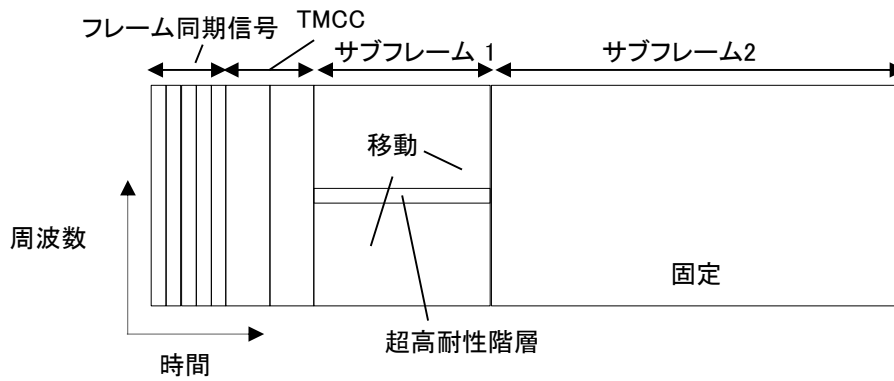 フレーム同期信号
TMCC
サブフレーム 1
サブフレーム2
移動
周波数
固定
超高耐性階層
時間